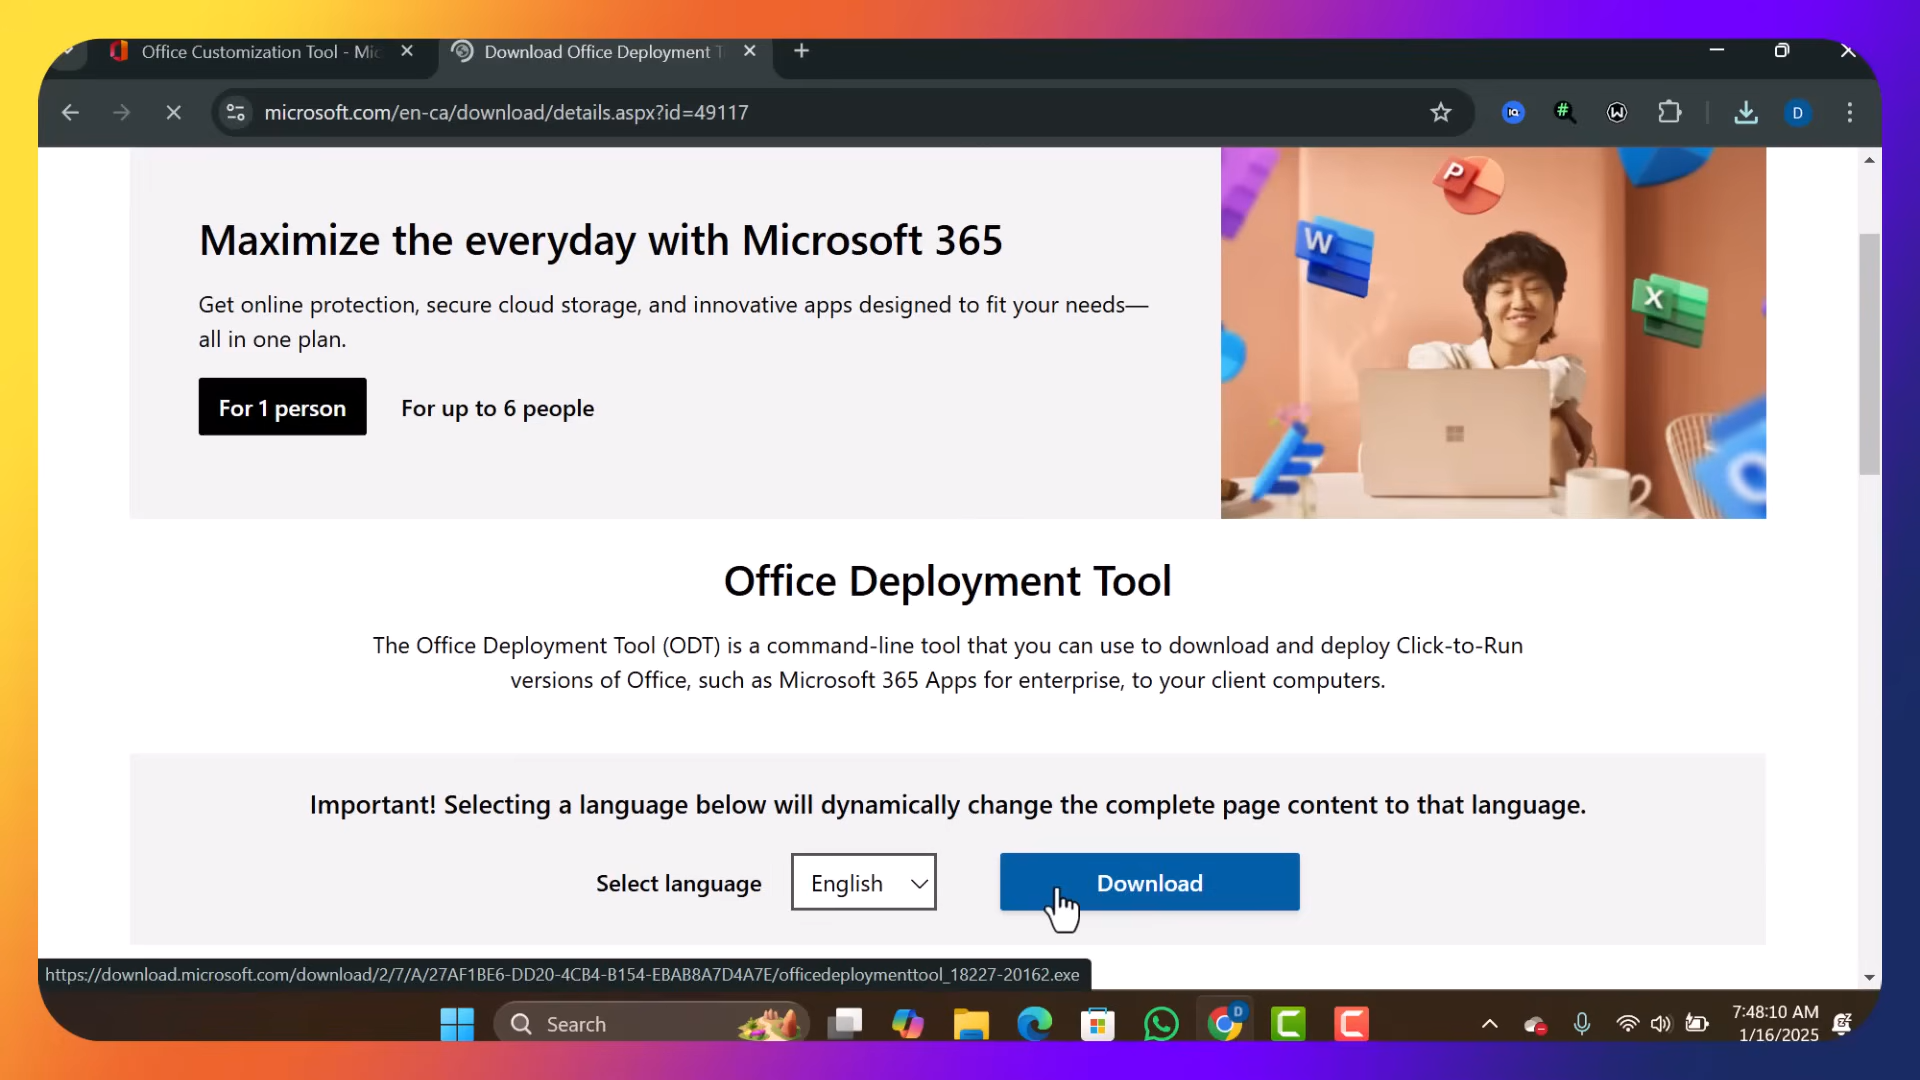 Office Customization Tool - Mic
Download Office Deployment T
microsoft.com/en-ca/download/details.aspx?id=49117
IQ
#
W
D
Maximize the everyday with Microsoft 365
Get online protection, secure cloud storage, and innovative apps designed to fit your needs—
all in one plan.
For 1 person
For up to 6 people
P
W
X
O
Office Deployment Tool
The Office Deployment Tool (ODT) is a command-line tool that you can use to download and deploy Click-to-Run
versions of Office, such as Microsoft 365 Apps for enterprise, to your client computers.
Important! Selecting a language below will dynamically change the complete page content to that language.
Select language
English
Download
https://download.microsoft.com/download/2/7/A/27AF1BE6-DD20-4CB4-B154-EBAB8A7D4A7E/officedeploymenttool_18227-20162.exe
Search
D
C
C
7:48:10 AM
1/16/2025